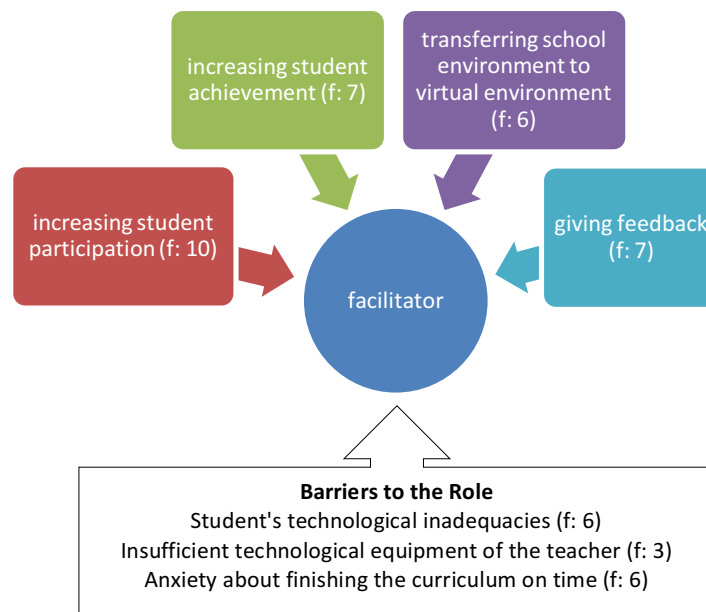 increasing student
participation (f: 10)
increasing student
achievement (f: 7)
transferring school
environment to
virtual environment
(f: 6)
giving feedback
(f: 7)
facilitator
Barriers to the Role
Student's technological inadequacies (f: 6)
Insufficient technological equipment of the teacher (f: 3)
Anxiety about finishing the curriculum on time (f: 6)